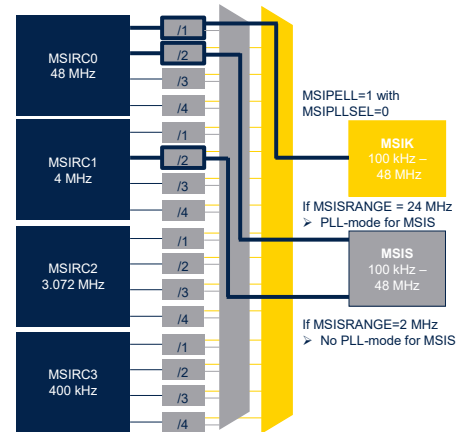 MSIRC0
48 MHz
/1
/2
/3
/4
MSIRC1
4 MHz
/1
/2
/3
/4
MSIRC2
3.072 MHz
/1
/2
/3
/4
MSIRC3
400 kHz
/1
/2
/3
/4
MSIPELL=1 with
MSIPLLSEL=0
MSIK
100 kHz –
48 MHz
If MSISRANGE = 24 MHz
➢ PLL-mode for MSIS
MSIS
100 kHz –
48 MHz
If MSISRANGE=2 MHz
➢ No PLL-mode for MSIS